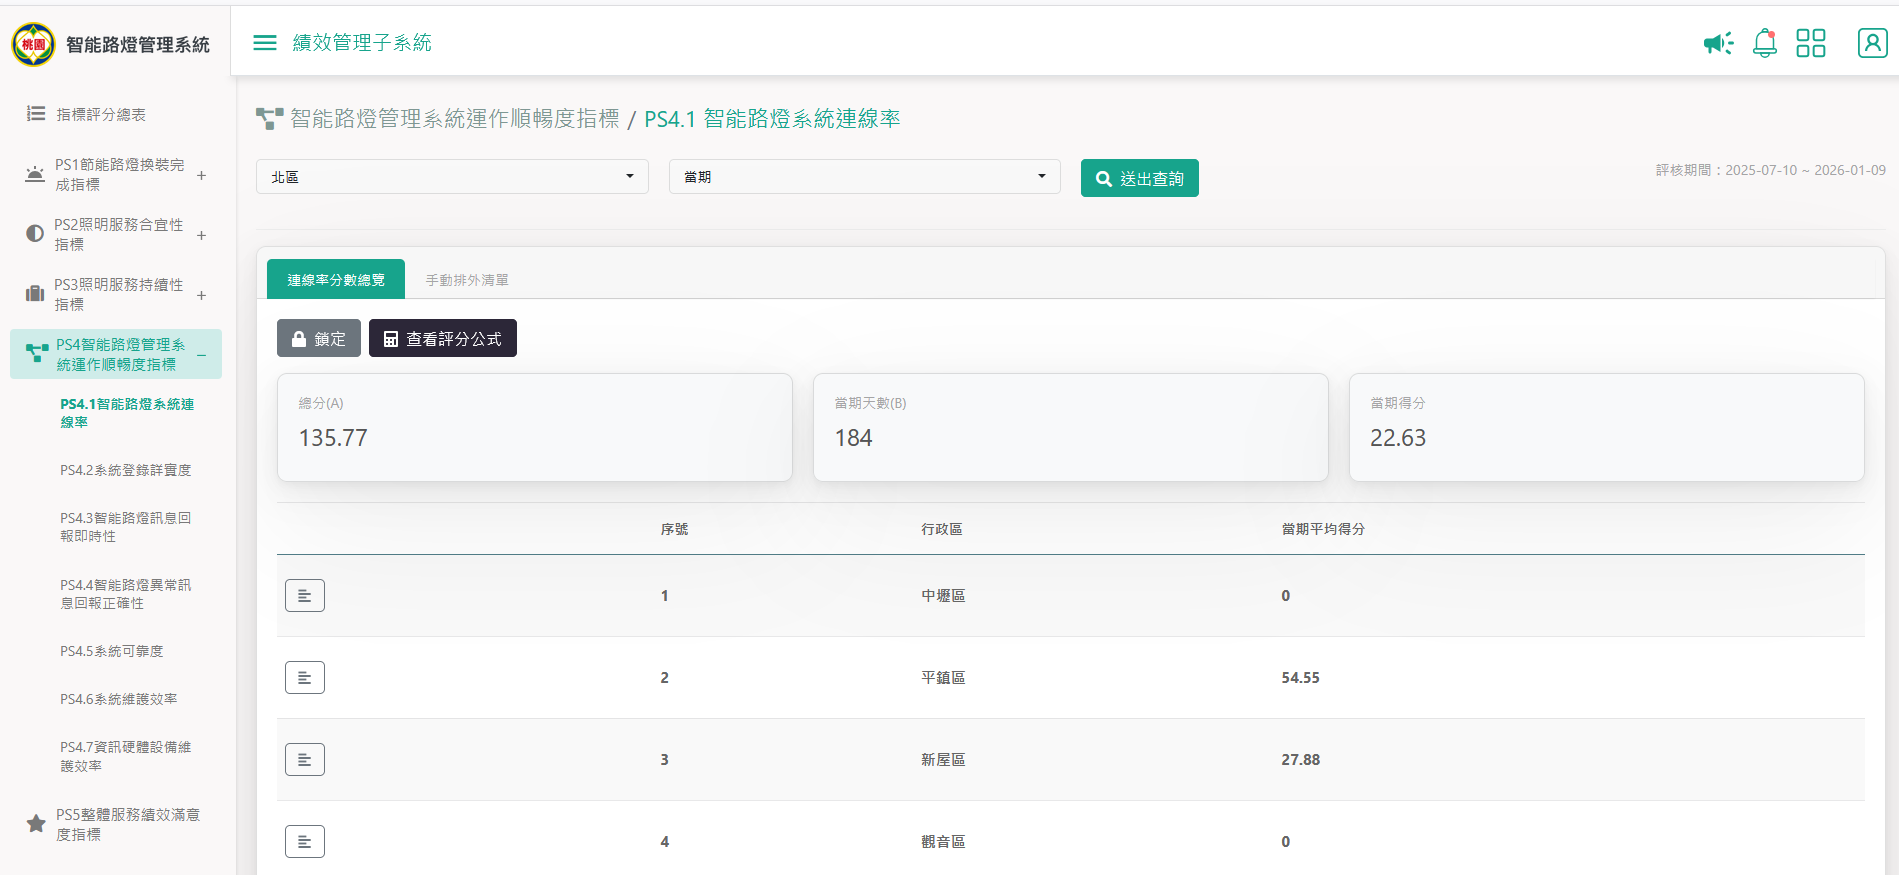 桃園
智能路燈管理系統
績效管理子系統
指標評分總表
PS1節能路燈換裝完
成指標
+
PS2照明服務合宜性
指標
+
PS3照明服務持續性
指標
+
PS4智能路燈管理系
統運作順暢度指標
−
PS4.1智能路燈系統連
線率
PS4.2系統登錄詳實度
PS4.3智能路燈訊息回
報即時性
PS4.4智能路燈異常訊
息回報正確性
PS4.5系統可靠度
PS4.6系統維護效率
PS4.7資訊硬體設備維
護效率
PS5整體服務績效滿意
度指標
智能路燈管理系統運作順暢度指標 / PS4.1 智能路燈系統連線率
北區
當期
送出查詢
評核期間：2025-07-10 ~ 2026-01-09
連線率分數總覽
手動排外清單
鎖定
查看評分公式
總分(A)
135.77
當期天數(B)
184
當期得分
22.63
序號 行政區 當期平均得分
1 中壢區 0
2 平鎮區 54.55
3 新屋區 27.88
4 觀音區 0